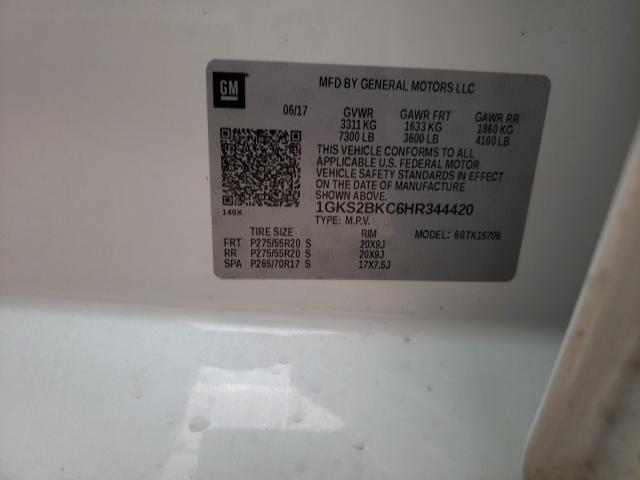 GM
MFD BY GENERAL MOTORS LLC
06/17 GVWR GAWR FRT GAWR RR
3311 KG 1633 KG 1860 KG
7300 LB 3600 LB 4100 LB
THIS VEHICLE CONFORMS TO ALL
APPLICABLE U.S. FEDERAL MOTOR
VEHICLE SAFETY STANDARDS IN
EFFECT ON THE DATE OF MANUFACTURE
SHOWN ABOVE.
1GKS2BKC6HR344420
140X
TYPE: M.P.V. MODEL: 60TK15706
TIRE SIZE RIM
FRT P275/55R20 S 20X9J
RR P275/55R20 S 20X9J
SPA P265/70R17 S 17X7.5J